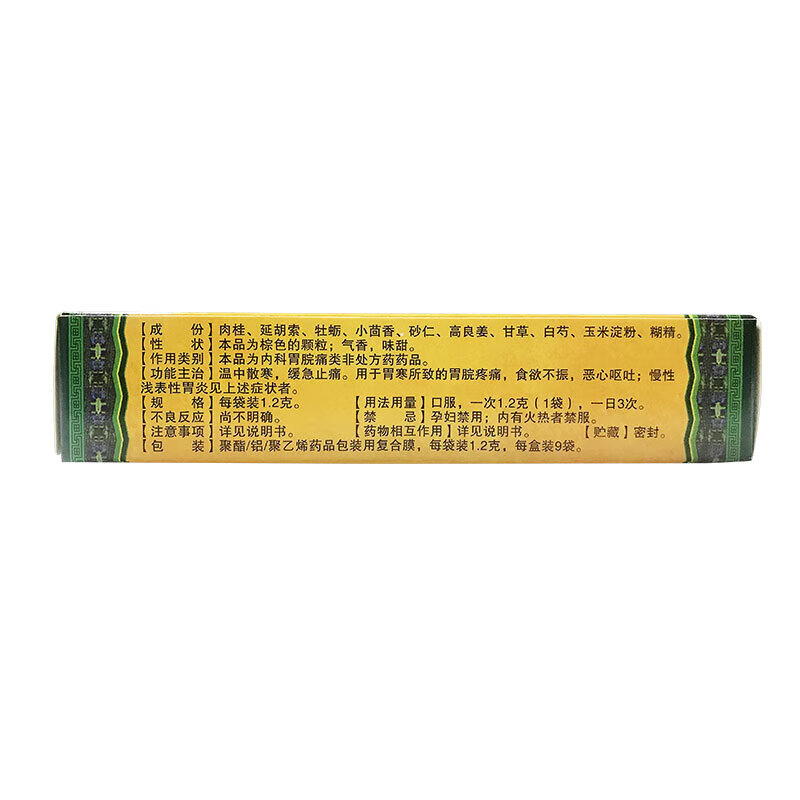 【成　份】肉桂、延胡索、牡蛎、小茴香、砂仁、高良姜、甘草、白芍、玉米淀粉、糊精。
【性　状】本品为棕色的颗粒；气香，味甜。
【作用类别】本品为内科胃脘痛类非处方药药品。
【功能主治】温中散寒，缓急止痛。用于胃寒所致的胃脘疼痛，食欲不振，恶心呕吐；慢性
浅表性胃炎见上述症状者。
【规　格】每袋装1.2克。　【用法用量】口服，一次1.2克（1袋），一日3次。
【不良反应】尚不明确。　【禁　忌】孕妇禁用；内有火热者禁服。
【注意事项】详见说明书。　【药物相互作用】详见说明书。　【贮藏】密封。
【包　装】聚酯/铝/聚乙烯药品包装用复合膜，每袋装1.2克，每盒装9袋。